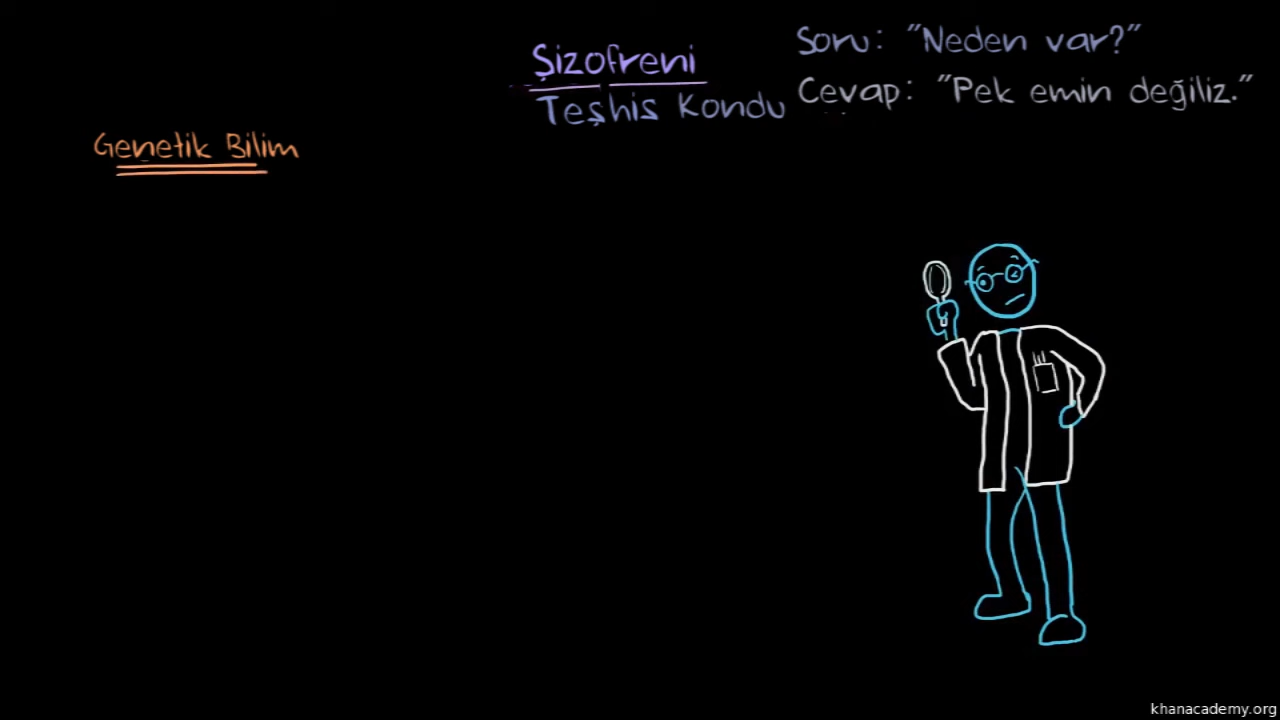 Şizofreni
Teşhis Kondu
Soru: "Neden var?"
Cevap: "Pek emin değiliz."
Genetik Bilim
khanacademy.org